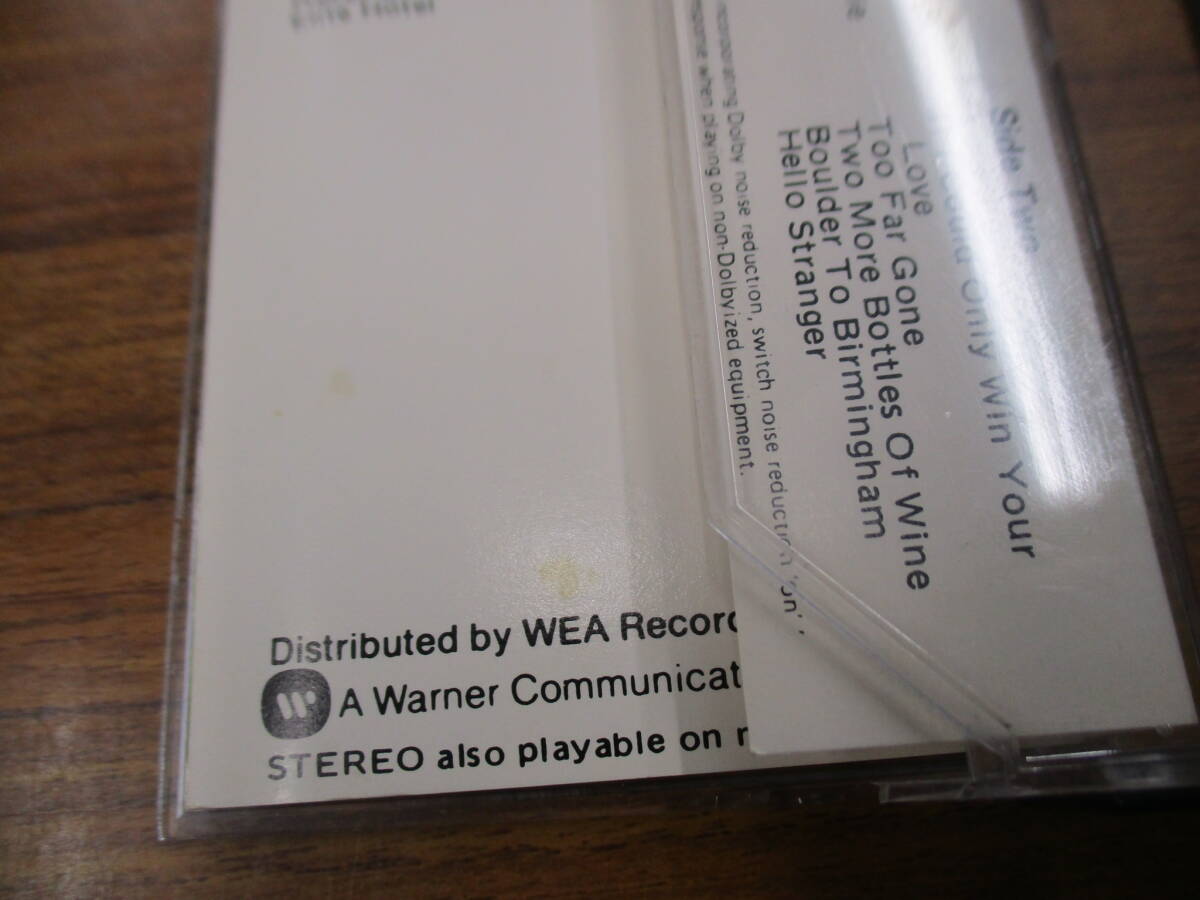 Hotel
Distributed by WEA Recor
A Warner Communicat
STEREO also playable on
Side Two
Only Win Your
Love
Too Far Gone
Two More Bottles Of Wine
Boulder To Birmingham
Hello Stranger
incorporating Dolby noise reduction, switch noise reduction 'on'.
when playing on non-Dolbyized equipment.